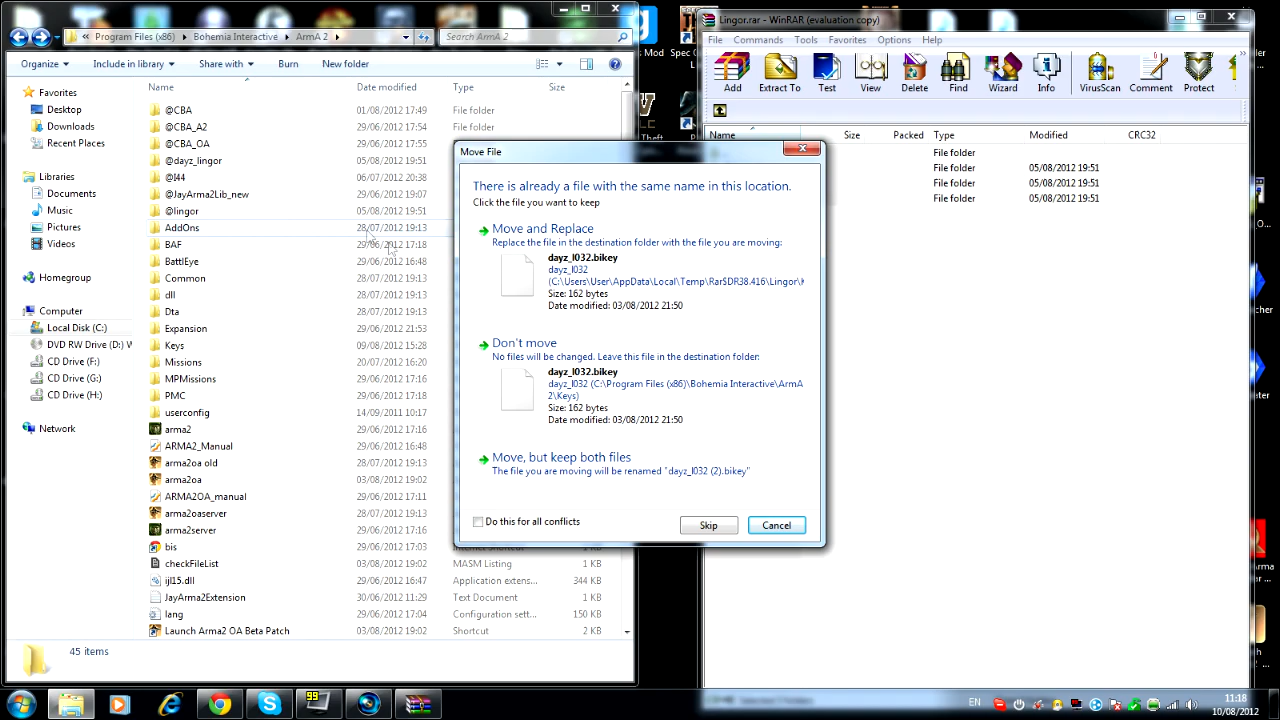 Program Files (x86) Bohemia Interactive ArmA 2
Search ArmA 2
Organize Include in library Share with Burn New folder
Name Date modified Type Size
Favorites
Desktop
Downloads
Recent Places
Libraries
Documents
Music
Pictures
Videos
Homegroup
Computer
Local Disk (C:)
DVD RW Drive (D:) W
CD Drive (F:)
CD Drive (G:)
CD Drive (H:)
Network
@CBA 01/08/2012 17:49 File folder
@CBA_A2 29/06/2012 17:54 File folder
@CBA_OA 29/06/2012 17:55
@dayz_lingor 05/08/2012 19:51
@I44 06/07/2012 20:38
@JayArma2Lib_new 29/06/2012 19:07
@lingor 05/08/2012 19:51
AddOns 28/07/2012 19:13
BAF 29/06/2012 17:18
BattlEye 29/06/2012 16:48
Common 28/07/2012 19:13
dll 28/07/2012 19:13
Dta 28/07/2012 19:13
Expansion 29/06/2012 21:53
Keys 09/08/2012 15:28
Missions 20/07/2012 16:20
MPMissions 29/06/2012 17:16
PMC 29/06/2012 17:18
userconfig 14/09/2011 10:17
arma2 29/06/2012 17:16
ARMA2_Manual 29/06/2012 16:48
arma2oa old 28/07/2012 19:13
arma2oa 03/08/2012 19:02
ARMA2OA_manual 29/06/2012 17:11
arma2oaserver 28/07/2012 19:13
arma2server 29/06/2012 17:16
bis 29/06/2012 17:03 Internet Shortcut 1 KB
checkFileList 03/08/2012 19:02 MASM Listing 1 KB
ijl15.dll 29/06/2012 16:47 Application extens... 344 KB
JayArma2Extension 30/06/2012 11:29 Text Document 1 KB
lang 29/06/2012 17:04 Configuration sett... 150 KB
Launch Arma2 OA Beta Patch 03/08/2012 19:02 Shortcut 2 KB
45 items
Move File
There is already a file with the same name in this location.
Click the file you want to keep
Move and Replace
Replace the file in the destination folder with the file you are moving:
dayz_l032.bikey
dayz_l032
(C:\Users\User\AppData\Local\Temp\Rar$DR38.416\Lingor\K
Size: 162 bytes
Date modified: 03/08/2012 21:50
Don't move
No files will be changed. Leave this file in the destination folder:
dayz_l032.bikey
dayz_l032 (C:\Program Files (x86)\Bohemia Interactive\ArmA
2\Keys)
Size: 162 bytes
Date modified: 03/08/2012 21:50
Move, but keep both files
The file you are moving will be renamed "dayz_l032 (2).bikey"
Do this for all conflicts
Skip Cancel
Lingor.rar - WinRAR (evaluation copy)
File Commands Tools Favorites Options Help
Add Extract To Test View Delete Find Wizard Info VirusScan Comment Protect
Name Size Packed Type Modified CRC32
File folder
File folder 05/08/2012 19:51
File folder 05/08/2012 19:51
File folder 05/08/2012 19:51
Mod
Spec
99
EN
11:18
10/08/2012